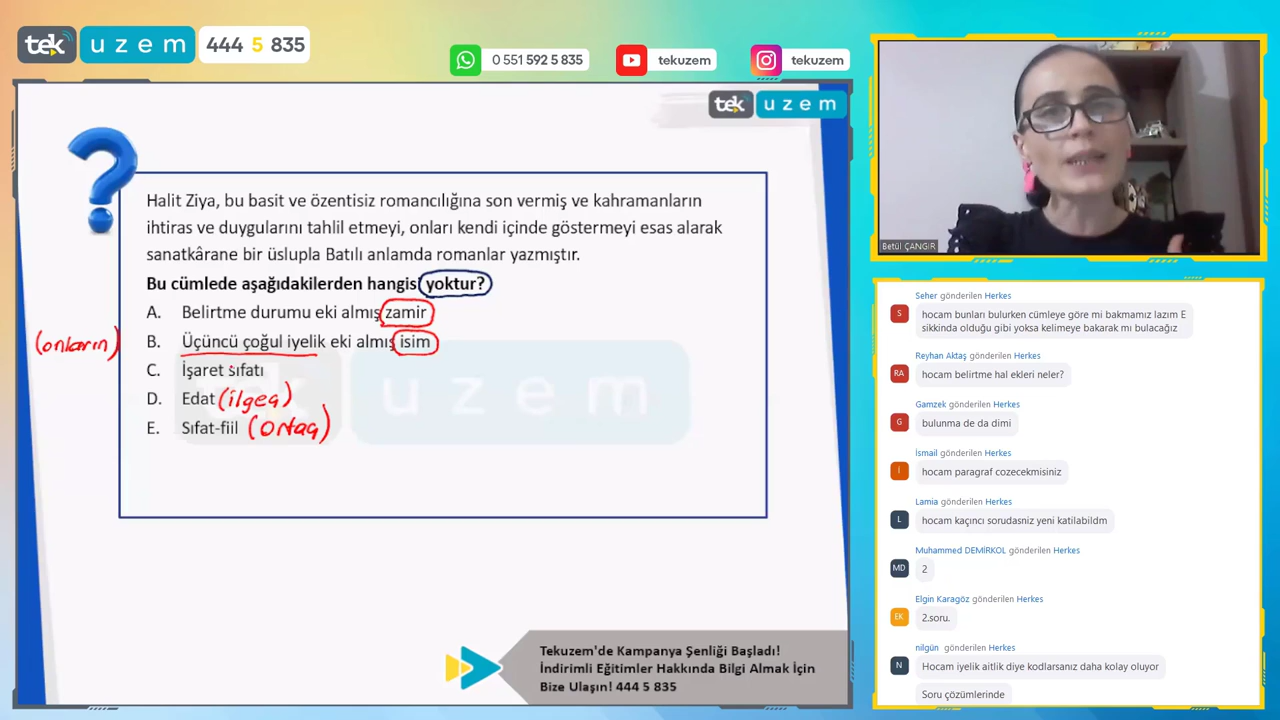 tek uzem 444 5 835
0 551 592 5 835
tekuzem
tekuzem
tek uzem
?
Halit Ziya, bu basit ve özentisiz romancılığına son vermiş ve kahramanların
ihtiras ve duygularını tahlil etmeyi, onları kendi içinde göstermeyi esas alarak
sanatkârane bir üslupla Batılı anlamda romanlar yazmıştır.
Bu cümlede aşağıdakilerden hangisi yoktur?
A. Belirtme durumu eki almış zamir
(onların) B. Üçüncü çoğul iyelik eki almış isim
C. İşaret sıfatı
D. Edat (ilgeç)
E. Sıfat-fiil (ortaç)
tek uzem
Tekuzem'de Kampanya Şenliği Başladı!
İndirimli Eğitimler Hakkında Bilgi Almak İçin
Bize Ulaşın! 444 5 835
Betül ÇANGIR
Seher gönderilen Herkes
S
hocam bunları bulurken cümleye göre mi bakmamız lazım E
sikkinda olduğu gibi yoksa kelimeye bakarak mı bulacağız
Reyhan Aktaş gönderilen Herkes
RA hocam belirtme hal ekleri neler?
Gamzek gönderilen Herkes
G bulunma de da dimi
İsmail gönderilen Herkes
İ hocam paragraf cozecekmisiniz
Lamia gönderilen Herkes
L hocam kaçıncı sorudasniz yeni katilabildm
Muhammed DEMİRKOL gönderilen Herkes
MD 2
Elgin Karagöz gönderilen Herkes
EK 2.soru.
nilgün gönderilen Herkes
N Hocam iyelik aitlik diye kodlarsanız daha kolay oluyor
Soru çözümlerinde